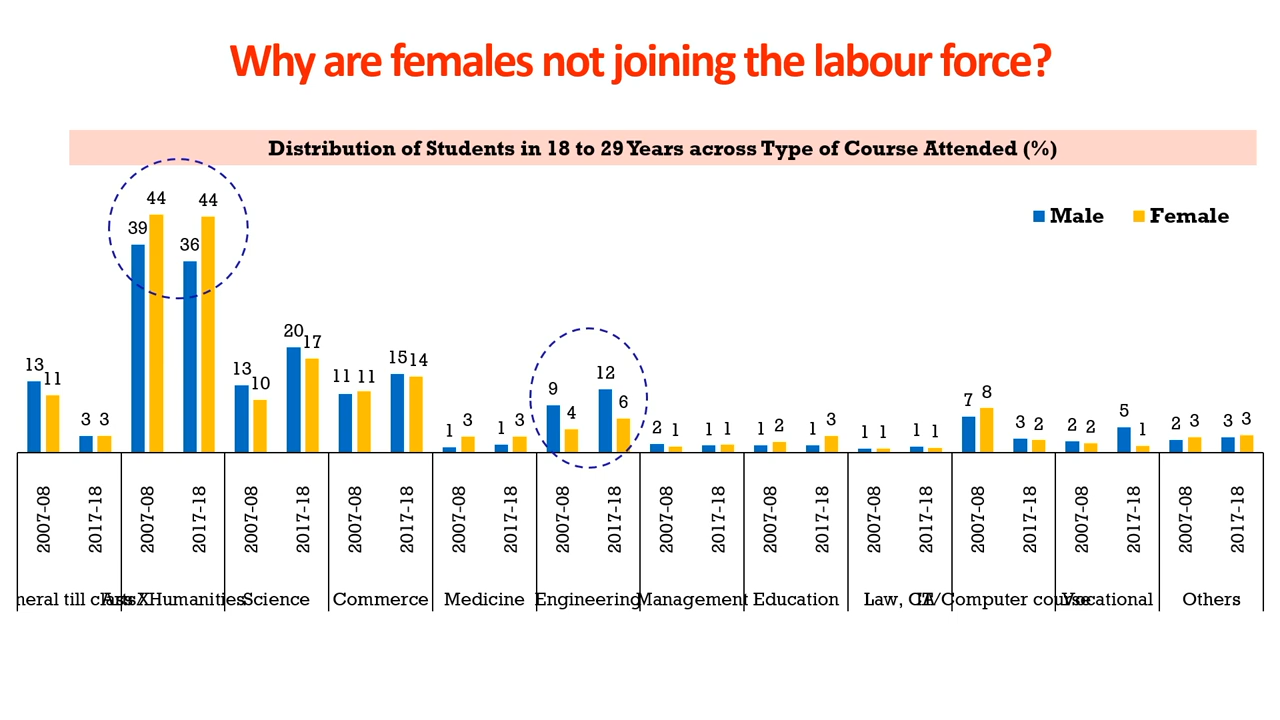 Why are females not joining the labour force?
Distribution of Students in 18 to 29 Years across Type of Course Attended (%)
Male Female
13 11 3 3
39 44 36 44
13 10 20 17
11 11 15 14
1 3 1 3
9 4 12 6
2 1 1 1
1 2 1 3
1 1 1 1
7 8 3 2
2 2 5 1
2 3 3 3
2007-08 2017-18 2007-08 2017-18 2007-08 2017-18 2007-08 2017-18 2007-08 2017-18 2007-08 2017-18 2007-08 2017-18 2007-08 2017-18 2007-08 2017-18 2007-08 2017-18 2007-08 2017-18 2007-08 2017-18
neral till Humanities Science Commerce Medicine Engineering Management Education Law, /Computer Vocational Others